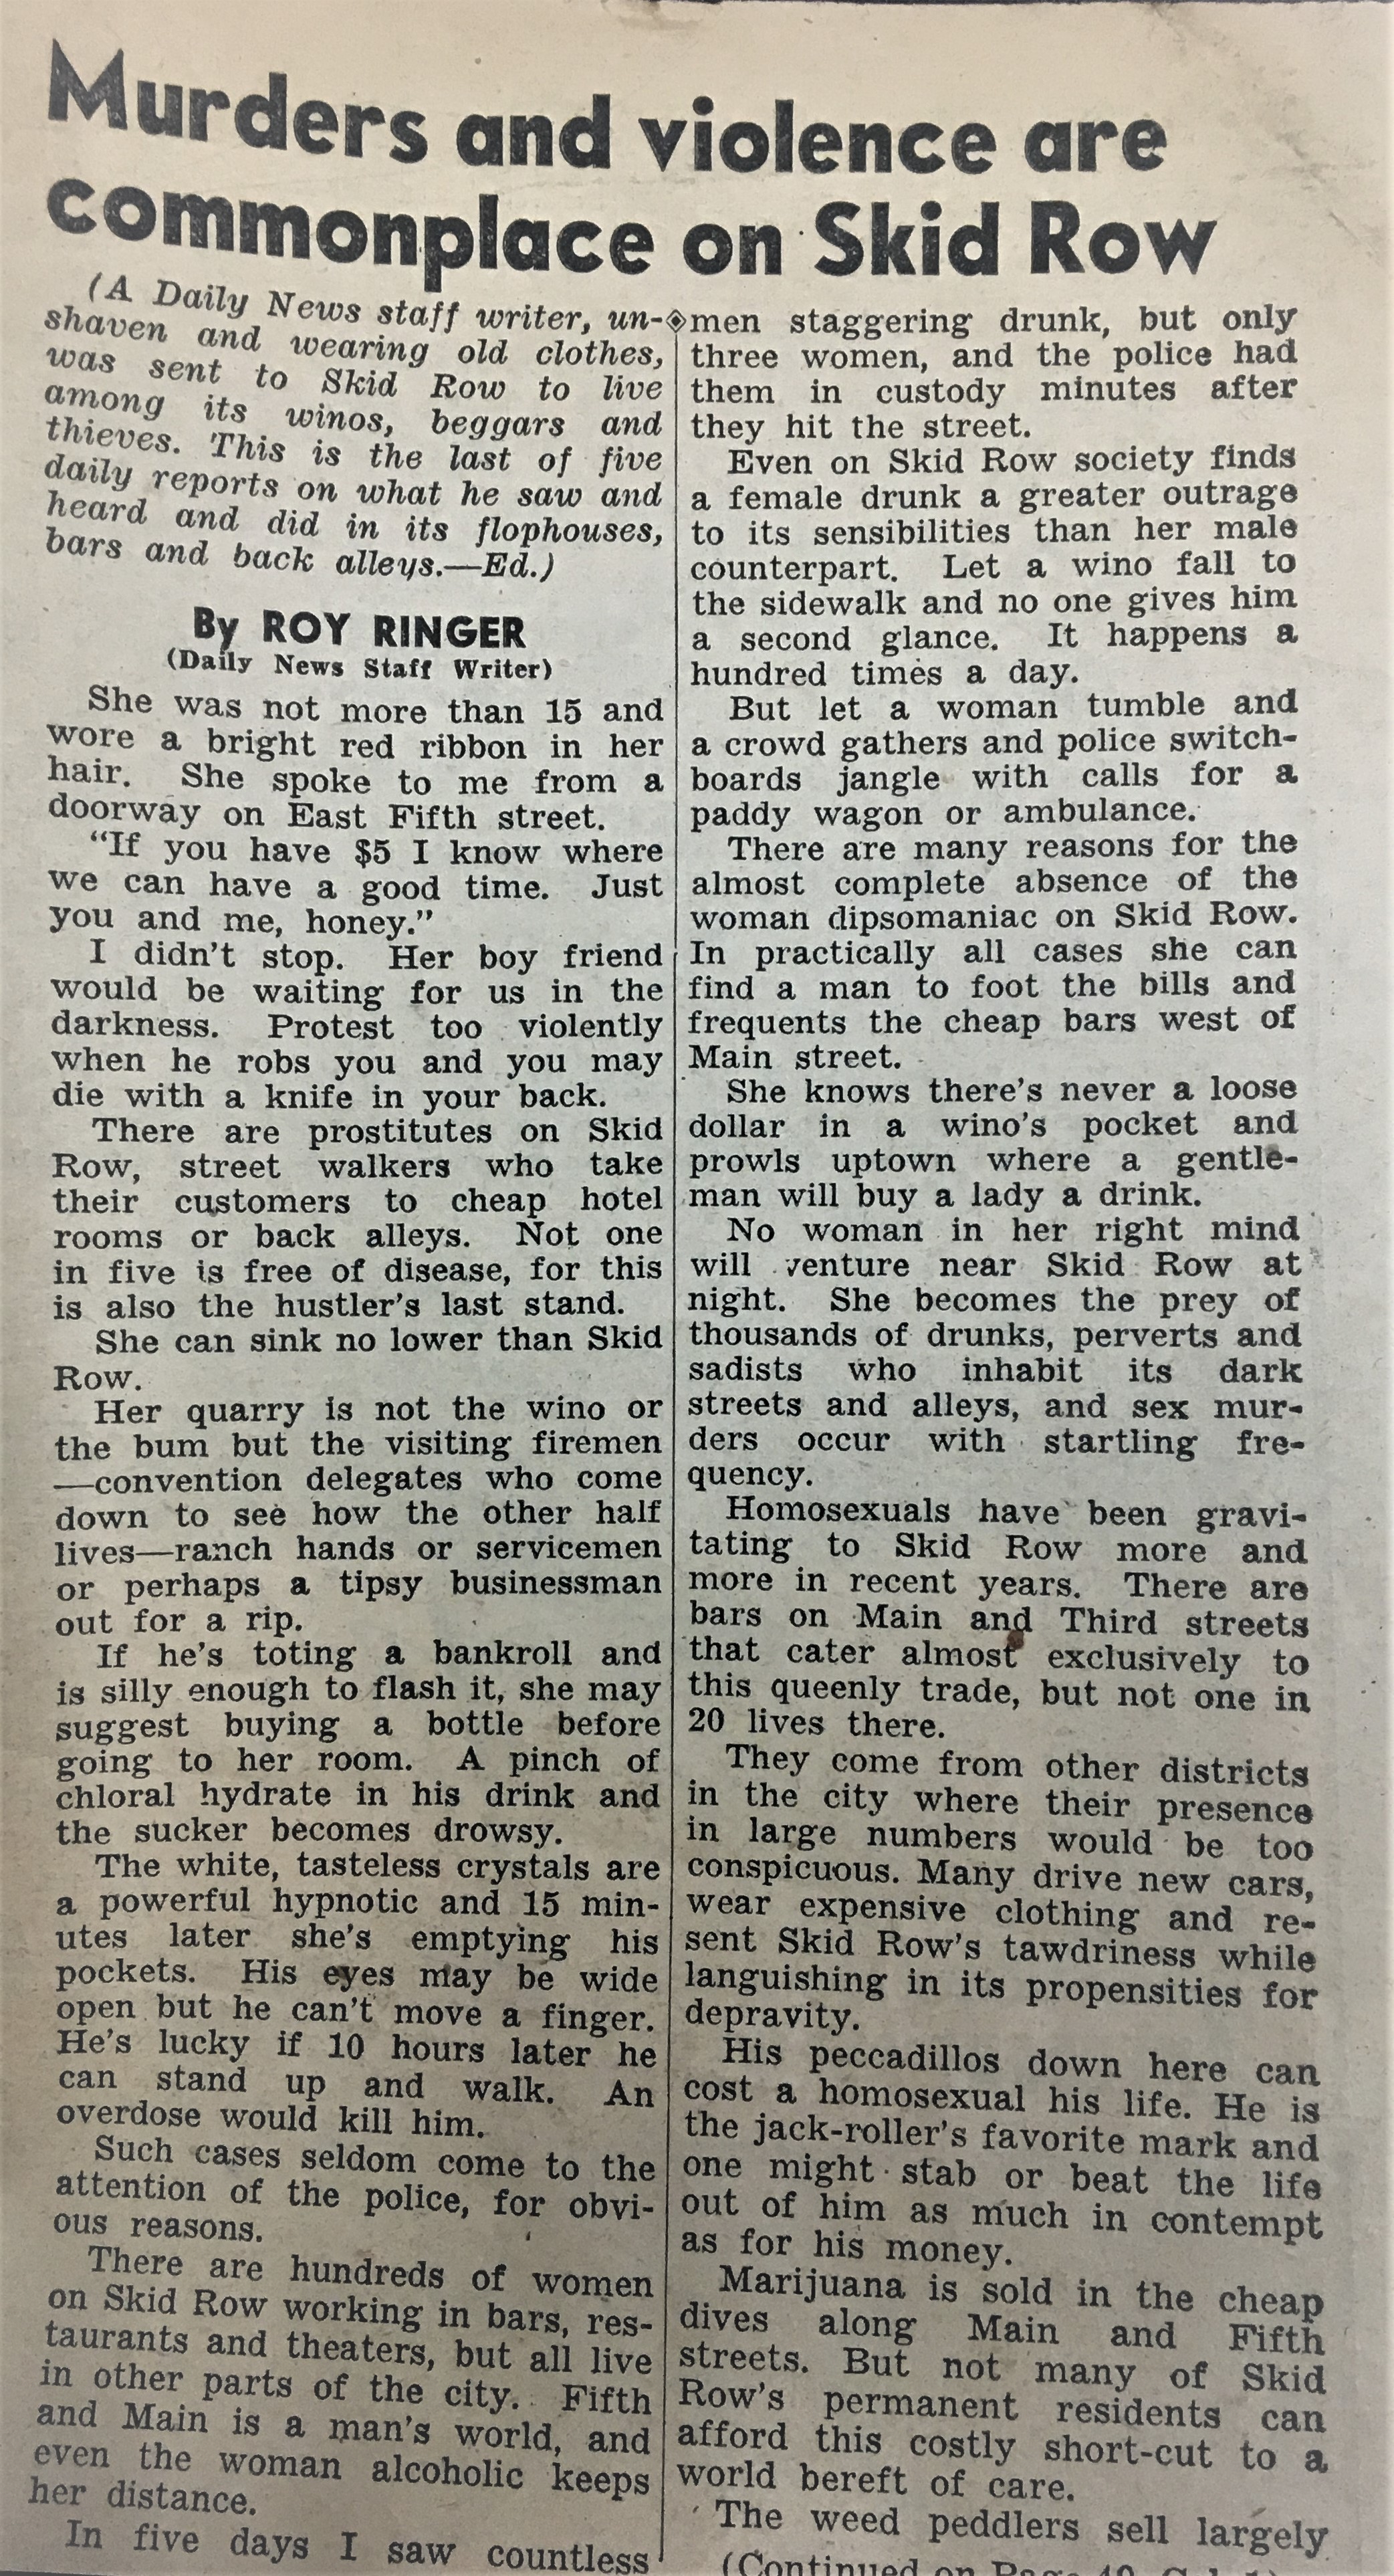 Murders and violence are
commonplace on Skid Row
(A Daily News staff writer, un-
shaven and wearing old clothes,
was sent to Skid Row to live
among its winos, beggars and
thieves. This is the last of five
daily reports on what he saw and
heard and did in its flophouses,
bars and back alleys.—Ed.)
By ROY RINGER
(Daily News Staff Writer)
She was not more than 15 and
wore a bright red ribbon in her
hair. She spoke to me from a
doorway on East Fifth street.
"If you have $5 I know where
we can have a good time. Just
you and me, honey."
I didn't stop. Her boy friend
would be waiting for us in the
darkness. Protest too violently
when he robs you and you may
die with a knife in your back.
There are prostitutes on Skid
Row, street walkers who take
their customers to cheap hotel
rooms or back alleys. Not one
in five is free of disease, for this
is also the hustler's last stand.
She can sink no lower than Skid
Row.
Her quarry is not the wino or
the bum but the visiting firemen
—convention delegates who come
down to see how the other half
lives—ranch hands or servicemen
or perhaps a tipsy businessman
out for a rip.
If he's toting a bankroll and
is silly enough to flash it, she may
suggest buying a bottle before
going to her room. A pinch of
chloral hydrate in his drink and
the sucker becomes drowsy.
The white, tasteless crystals are
a powerful hypnotic and 15 min-
utes later she's emptying his
pockets. His eyes may be wide
open but he can't move a finger.
He's lucky if 10 hours later he
can stand up and walk. An
overdose would kill him.
Such cases seldom come to the
attention of the police, for obvi-
ous reasons.
There are hundreds of women
on Skid Row working in bars, res-
taurants and theaters, but all live
in other parts of the city. Fifth
and Main is a man's world, and
even the woman alcoholic keeps
her distance.
In five days I saw countless
men staggering drunk, but only
three women, and the police had
them in custody minutes after
they hit the street.
Even on Skid Row society finds
a female drunk a greater outrage
to its sensibilities than her male
counterpart. Let a wino fall to
the sidewalk and no one gives him
a second glance. It happens a
hundred times a day.
But let a woman tumble and
a crowd gathers and police switch-
boards jangle with calls for a
paddy wagon or ambulance.
There are many reasons for the
almost complete absence of the
woman dipsomaniac on Skid Row.
In practically all cases she can
find a man to foot the bills and
frequents the cheap bars west of
Main street.
She knows there's never a loose
dollar in a wino's pocket and
prowls uptown where a gentle-
man will buy a lady a drink.
No woman in her right mind
will venture near Skid Row at
night. She becomes the prey of
thousands of drunks, perverts and
sadists who inhabit its dark
streets and alleys, and sex mur-
ders occur with startling fre-
quency.
Homosexuals have been gravi-
tating to Skid Row more and
more in recent years. There are
bars on Main and Third streets
that cater almost exclusively to
this queenly trade, but not one in
20 lives there.
They come from other districts
in the city where their presence
in large numbers would be too
conspicuous. Many drive new cars,
wear expensive clothing and re-
sent Skid Row's tawdriness while
languishing in its propensities for
depravity.
His peccadillos down here can
cost a homosexual his life. He is
the jack-roller's favorite mark and
one might stab or beat the life
out of him as much in contempt
as for his money.
Marijuana is sold in the cheap
dives along Main and Fifth
streets. But not many of Skid
Row's permanent residents can
afford this costly short-cut to a
world bereft of care.
The weed peddlers sell largely
(Continued on Page